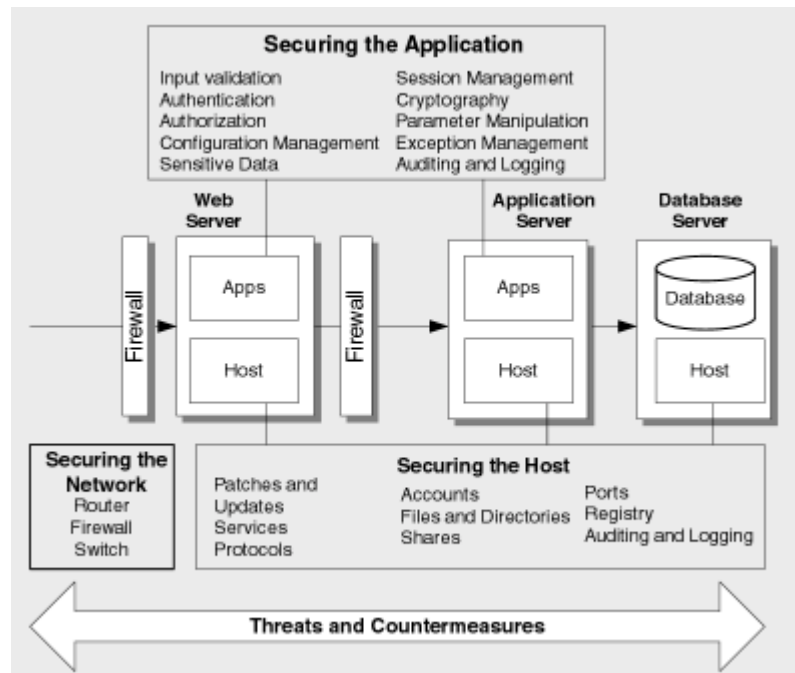 Securing the Application
Input validation
Authentication
Authorization
Configuration Management
Sensitive Data
Session Management
Cryptography
Parameter Manipulation
Exception Management
Auditing and Logging
Web
Server
Application
Server
Database
Server
Firewall
Apps
Host
Firewall
Apps
Host
Database
Host
Securing the
Network
Router
Firewall
Switch
Securing the Host
Patches and
Updates
Services
Protocols
Accounts
Files and Directories
Shares
Ports
Registry
Auditing and Logging
Threats and Countermeasures